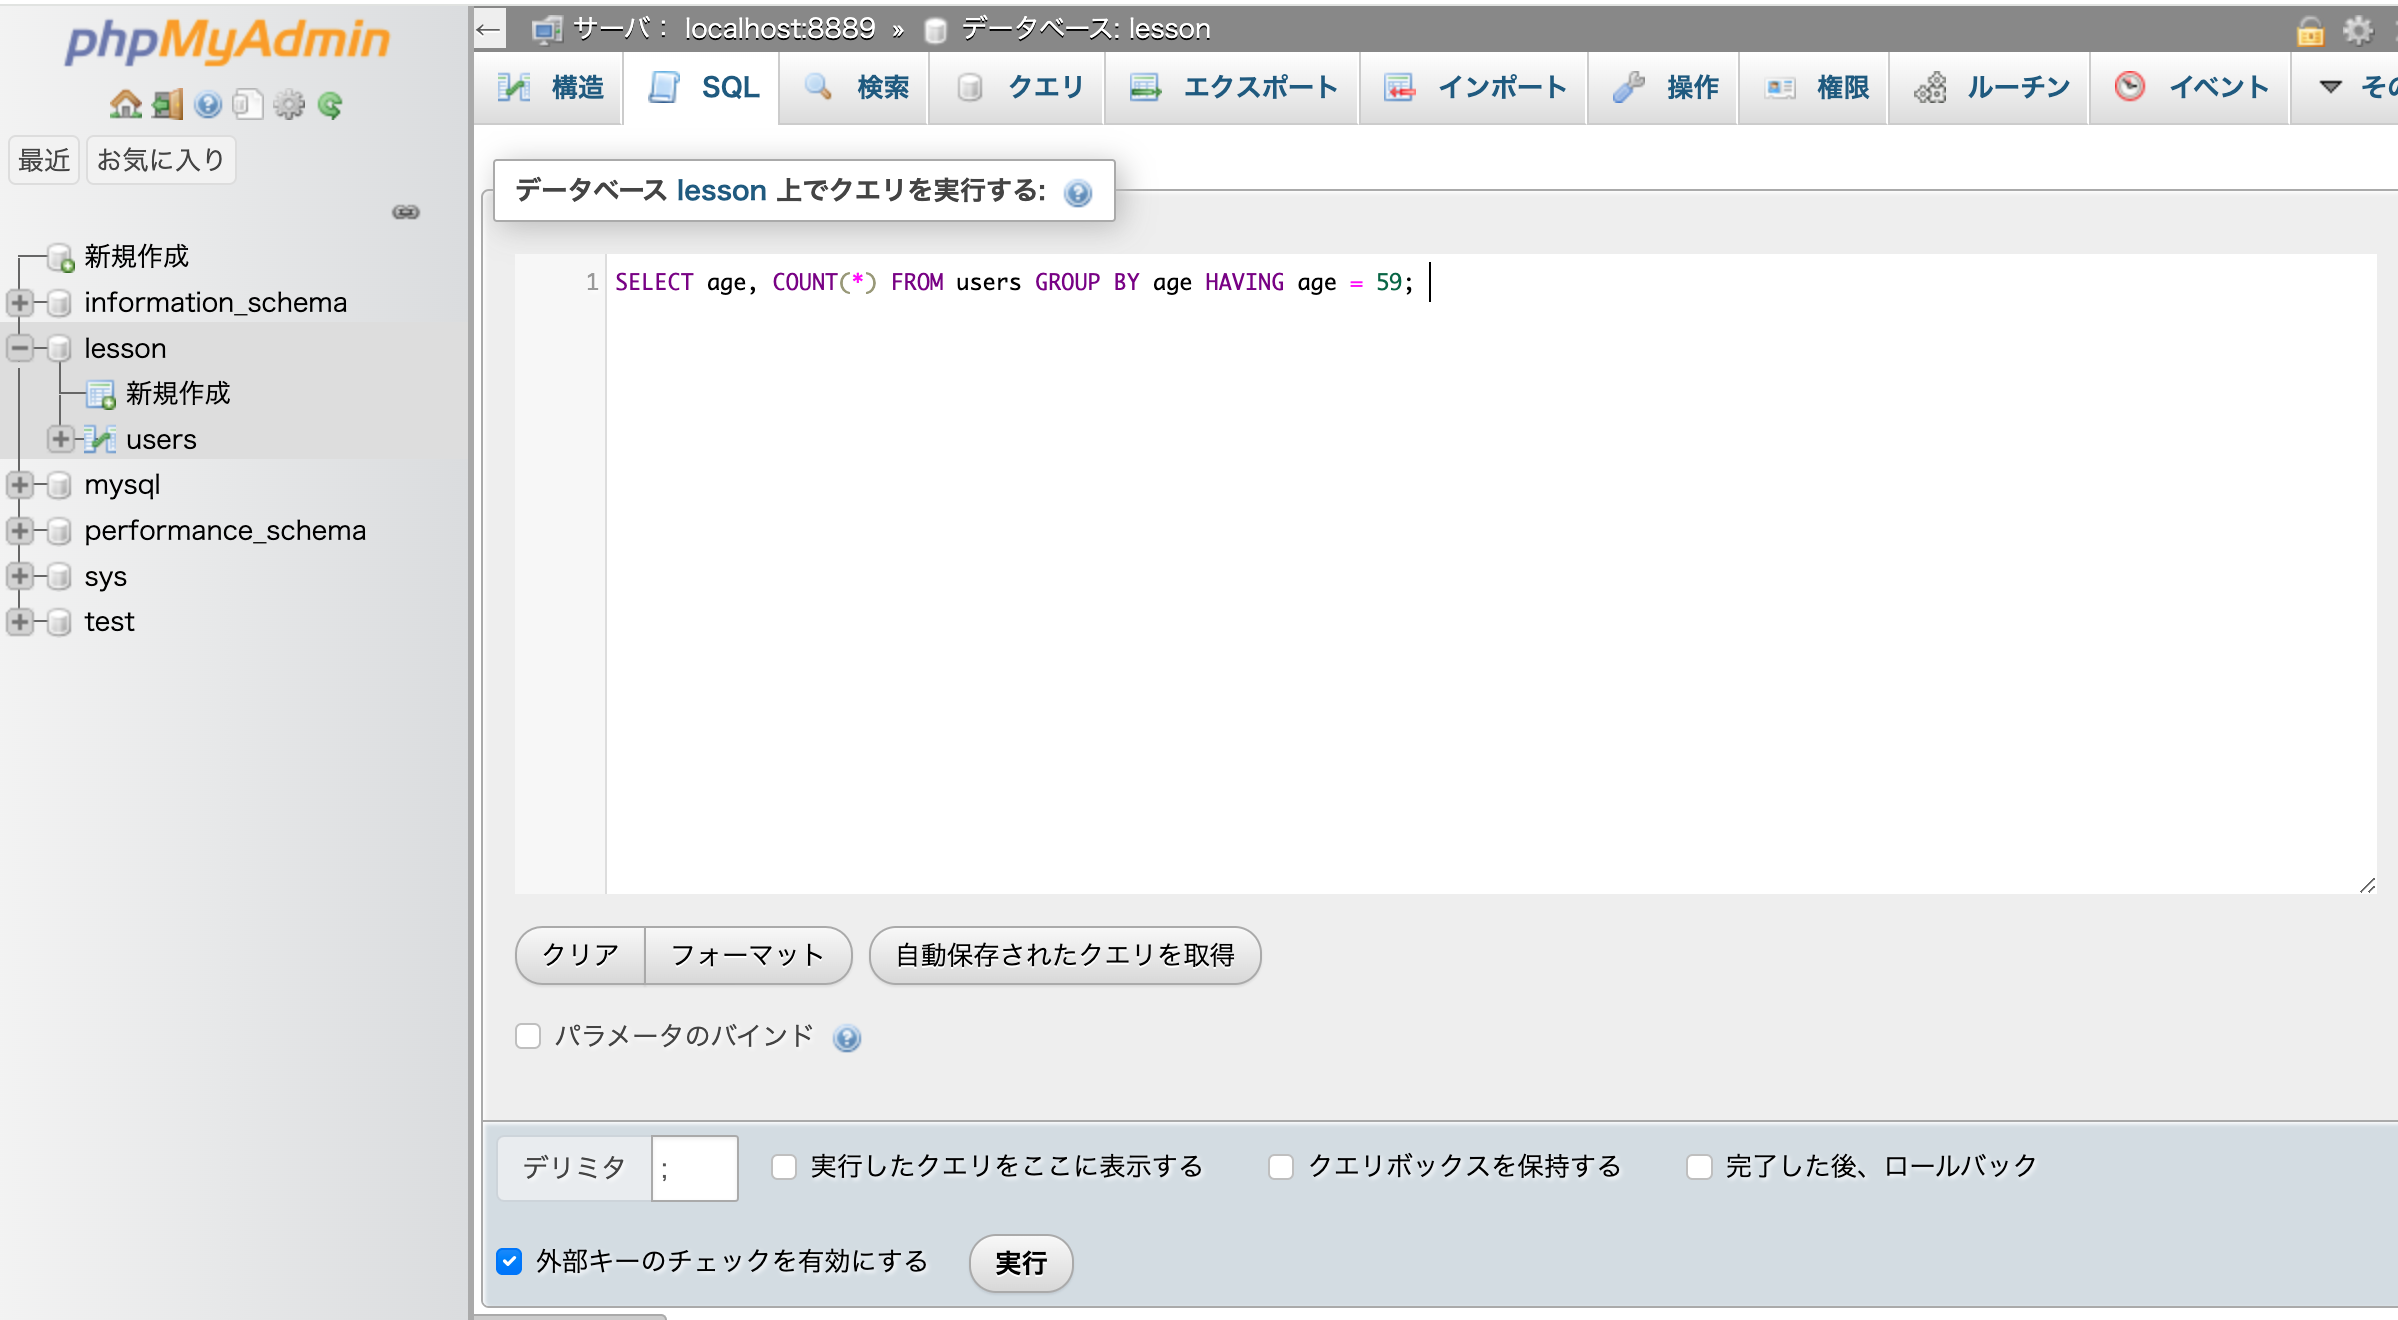 phpMyAdmin
最近 お気に入り
新規作成
information_schema
lesson
新規作成
users
mysql
performance_schema
sys
test
← サーバ： localhost:8889 » データベース: lesson
構造 SQL 検索 クエリ エクスポート インポート 操作 権限 ルーチン イベント
データベース lesson 上でクエリを実行する:
1 SELECT age, COUNT(*) FROM users GROUP BY age HAVING age = 59;
クリア フォーマット 自動保存されたクエリを取得
パラメータのバインド
デリミタ ; 実行したクエリをここに表示する クエリボックスを保持する 完了した後、ロールバック
外部キーのチェックを有効にする 実行